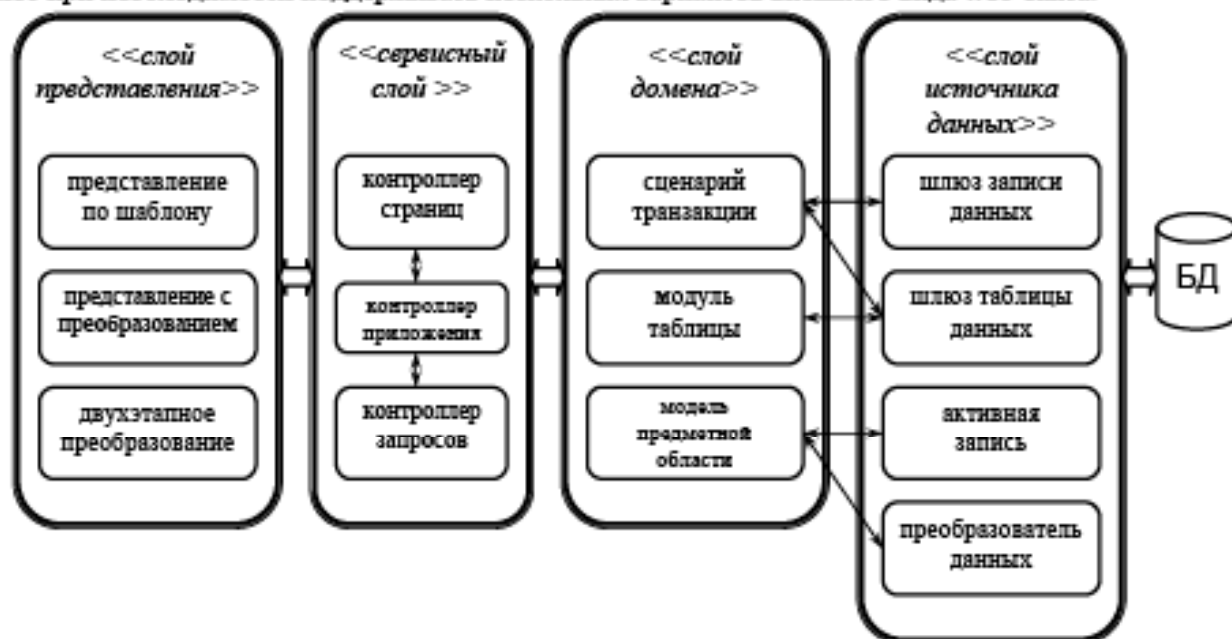 <<слой
представления>>
представление
по шаблону
представление с
преобразованием
двухэтапное
преобразование
<<сервисный
слой >>
контроллер
страниц
контроллер
приложения
контроллер
запросов
<<слой
домена>>
сценарий
транзакции
модуль
таблицы
модель
предметной
области
<<слой
источника
данных>>
шлюз записи
данных
шлюз таблицы
данных
активная
запись
преобразователь
данных
БД